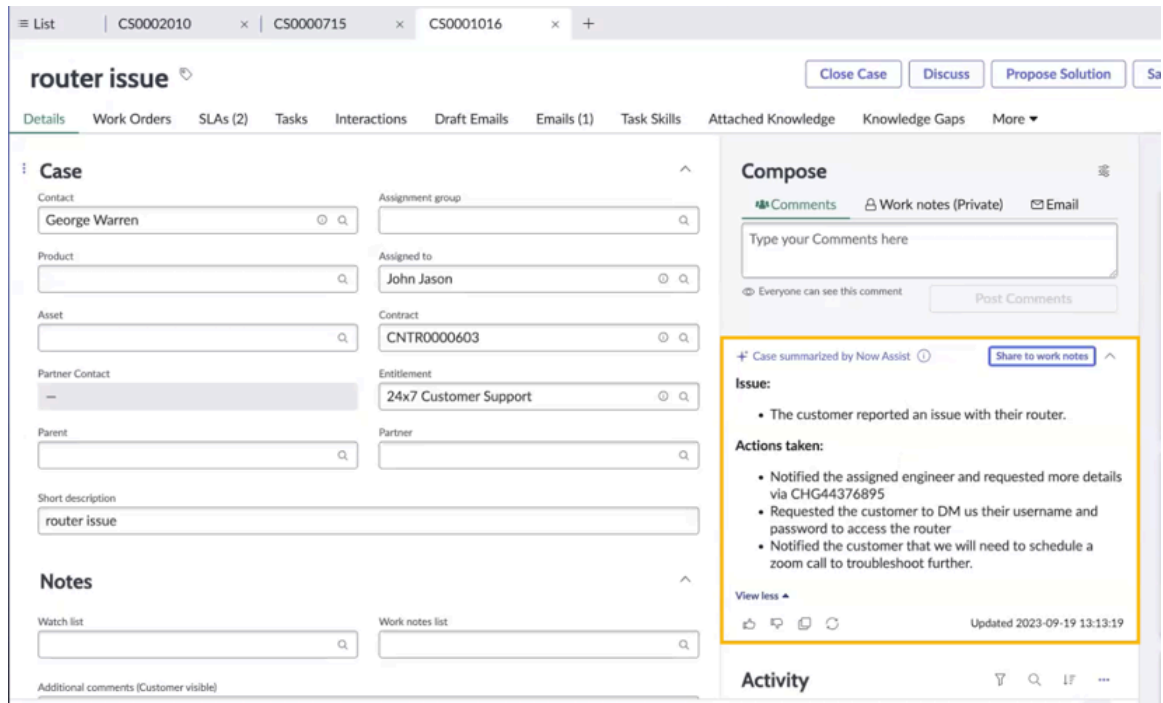 List
CS0002010
CS0000715
CS0001016
router issue
Close Case
Discuss
Propose Solution
Sa
Details
Work Orders
SLAs (2)
Tasks
Interactions
Draft Emails
Emails (1)
Task Skills
Attached Knowledge
Knowledge Gaps
More
Case
Contact
George Warren
Assignment group
Product
Assigned to
John Jason
Asset
Contract
CNTR0000603
Partner Contact
—
Entitlement
24x7 Customer Support
Parent
Partner
Short description
router issue
Notes
Watch list
Work notes list
Additional comments (Customer visible)
Compose
Comments
Work notes (Private)
Email
Type your Comments here
Everyone can see this comment
Post Comments
Case summarized by Now Assist
Share to work notes
Issue:
• The customer reported an issue with their router.
Actions taken:
• Notified the assigned engineer and requested more details
via CHG44376895
• Requested the customer to DM us their username and
password to access the router
• Notified the customer that we will need to schedule a
zoom call to troubleshoot further.
View less
Updated 2023-09-19 13:13:19
Activity